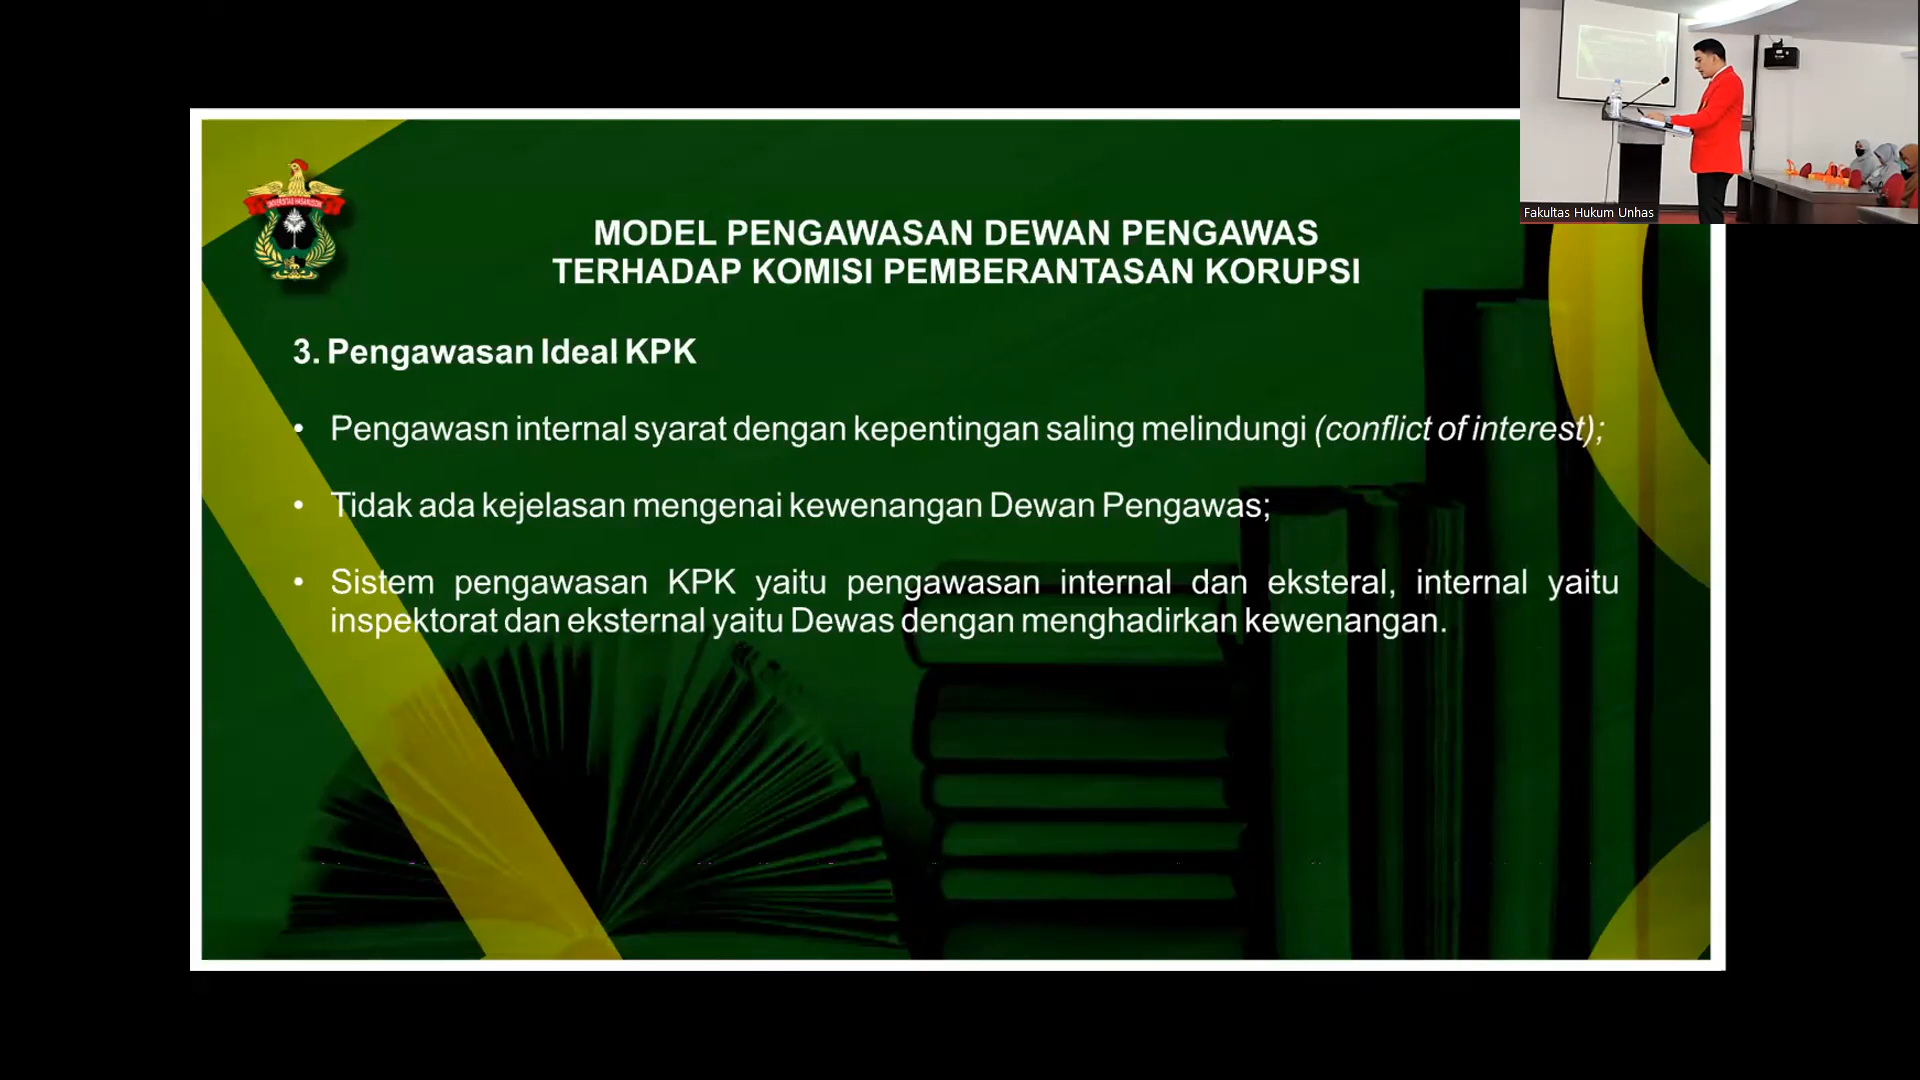 UNIVERSITAS HASANUDDIN
MODEL PENGAWASAN DEWAN PENGAWAS
TERHADAP KOMISI PEMBERANTASAN KORUPSI
3. Pengawasan Ideal KPK
• Pengawasn internal syarat dengan kepentingan saling melindungi (conflict of interest);
• Tidak ada kejelasan mengenai kewenangan Dewan Pengawas;
• Sistem pengawasan KPK yaitu pengawasan internal dan eksteral, internal yaitu
inspektorat dan eksternal yaitu Dewas dengan menghadirkan kewenangan.
Fakultas Hukum Unhas